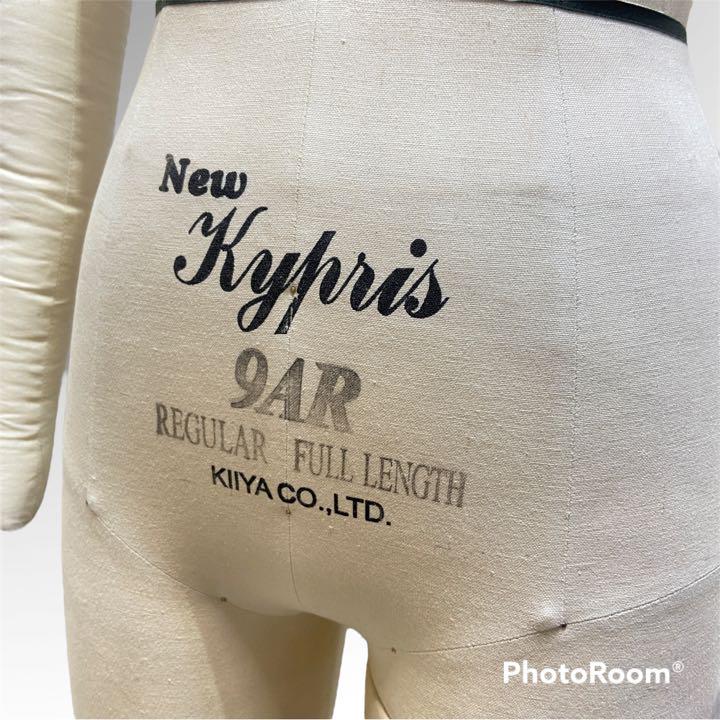 New
Kypris
9AR
REGULAR FULL LENGTH
KIIYA CO.,LTD.
PhotoRoom®